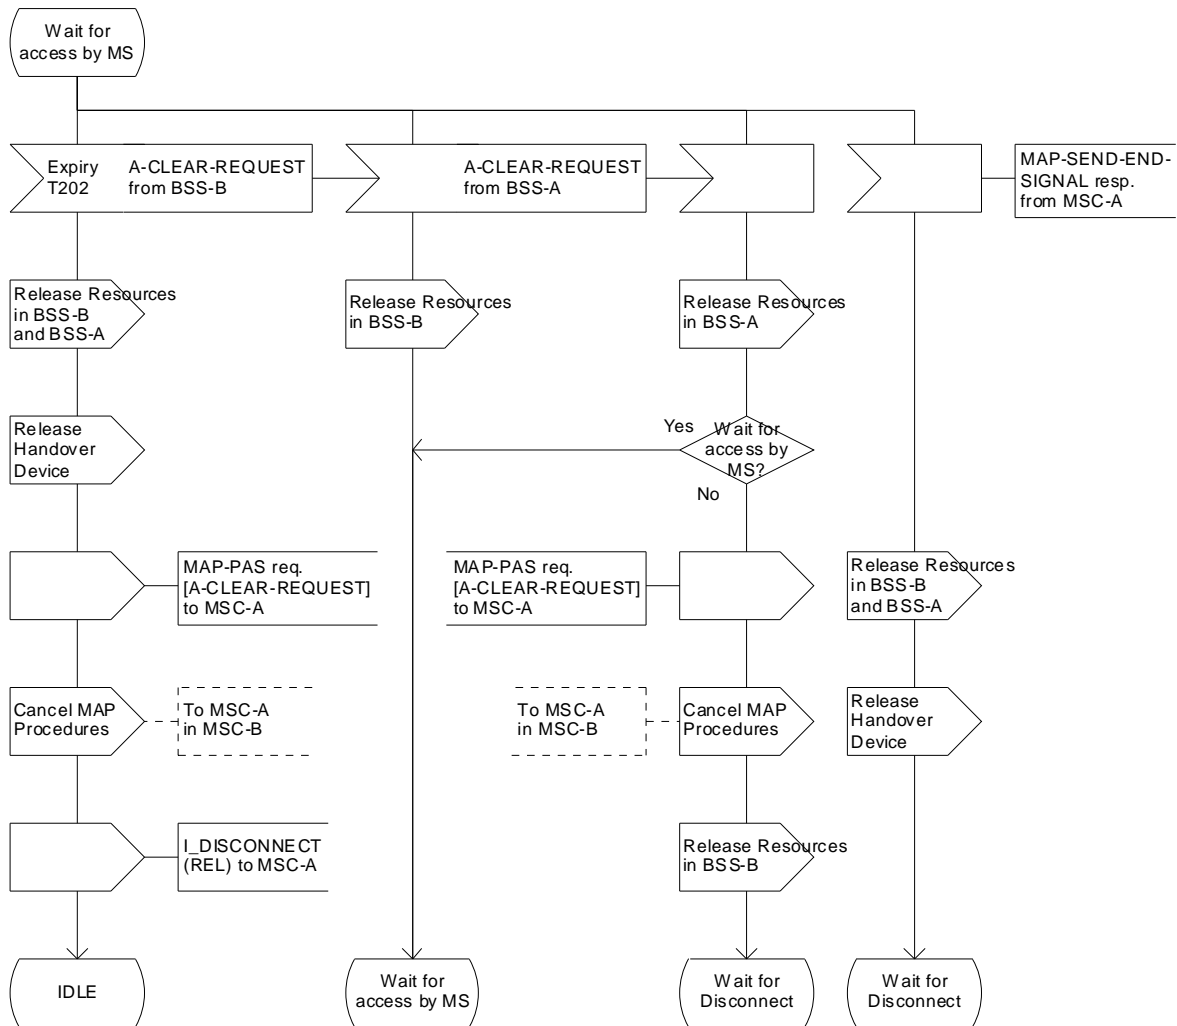 Wait for
access by MS
Expiry
T202
A-CLEAR-REQUEST
from BSS-B
A-CLEAR-REQUEST
from BSS-A
MAP-SEND-END-
SIGNAL resp.
from MSC-A
Release Resources
in BSS-B
and BSS-A
Release Resources
in BSS-B
Release Resources
in BSS-A
Release
Handover
Device
Yes
Wait for
access by
MS?
No
MAP-PAS req.
[A-CLEAR-REQUEST]
to MSC-A
MAP-PAS req.
[A-CLEAR-REQUEST]
to MSC-A
Release Resources
in BSS-B
and BSS-A
Cancel MAP
Procedures
To MSC-A
in MSC-B
To MSC-A
in MSC-B
Cancel MAP
Procedures
Release
Handover
Device
I_DISCONNECT
(REL) to MSC-A
Release Resources
in BSS-B
IDLE
Wait for
access by MS
Wait for
Disconnect
Wait for
Disconnect